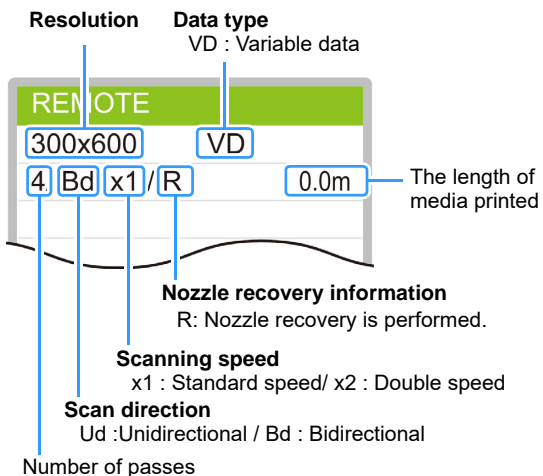 Resolution
Data type
VD : Variable data
REMOTE
300x600 VD
4. Bd x1 / R 0.0m
The length of
media printed
Nozzle recovery information
R: Nozzle recovery is performed.
Scanning speed
x1 : Standard speed/ x2 : Double speed
Scan direction
Ud :Unidirectional / Bd : Bidirectional
Number of passes